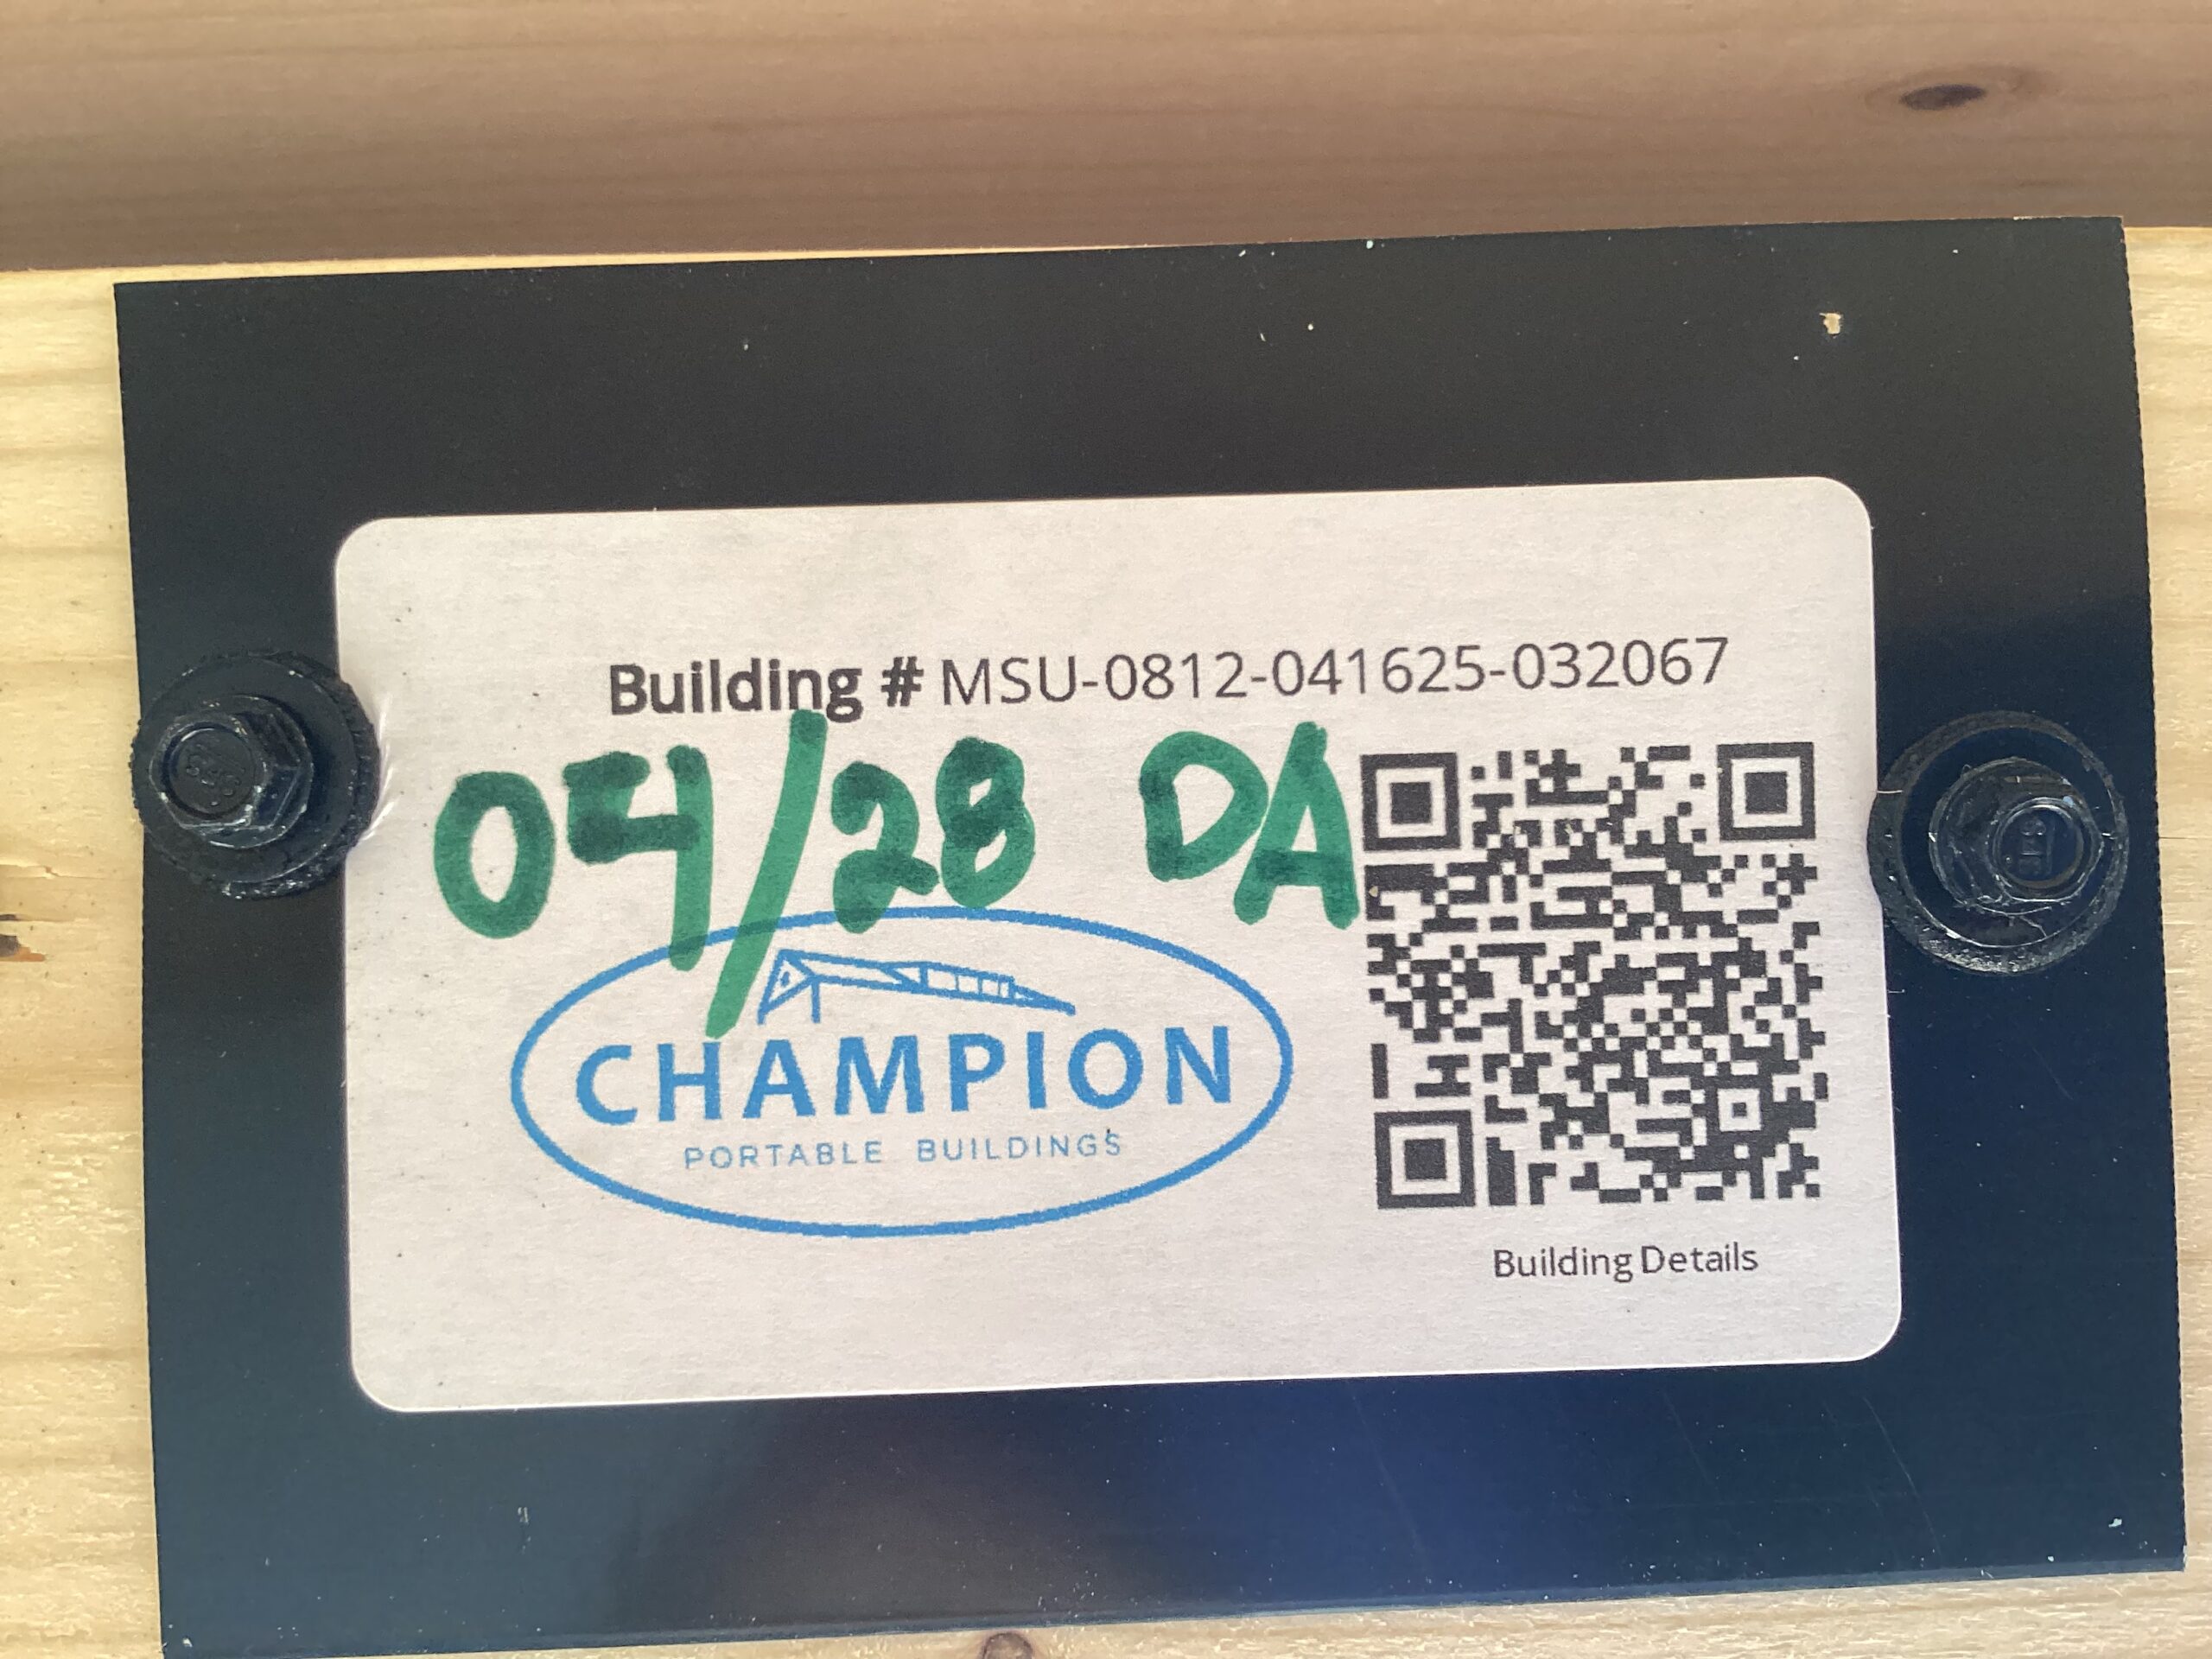 Building # MSU-0812-041625-032067
04/28 DA
CHAMPION
PORTABLE BUILDINGS
Building Details